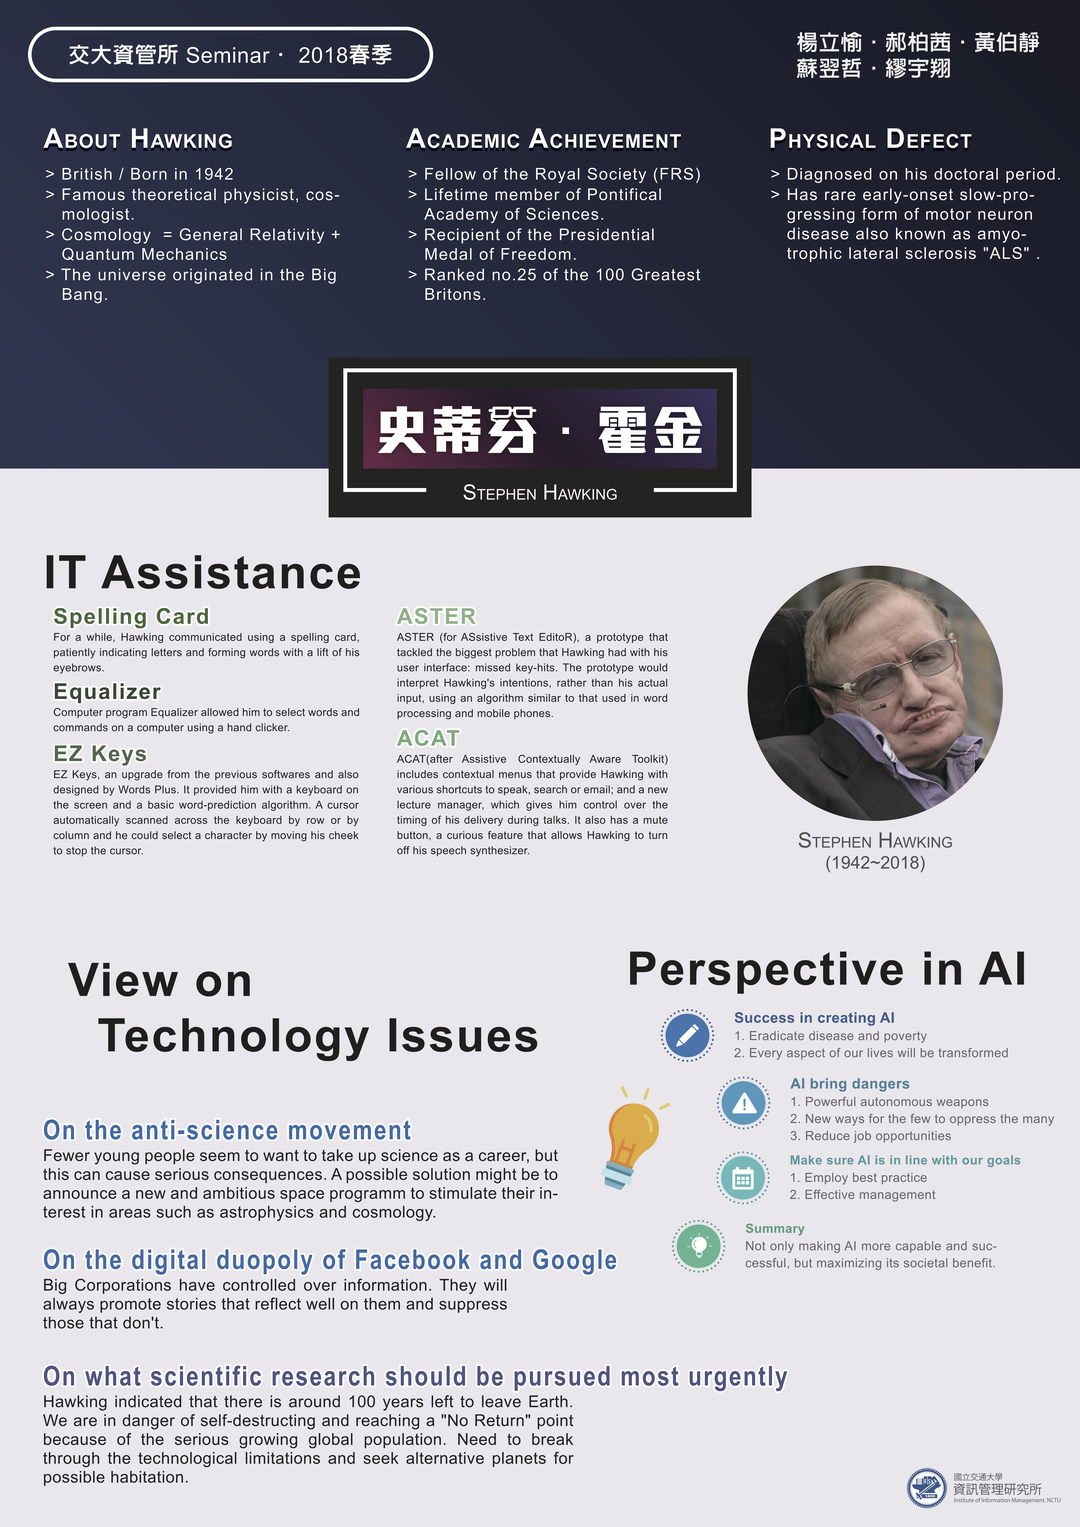 交大資管所 Seminar · 2018春季
楊立愉 · 郝柏茜 · 黃伯靜
蘇翌哲 · 繆宇翔
ABOUT HAWKING
> British / Born in 1942
> Famous theoretical physicist, cos-
mologist.
> Cosmology = General Relativity +
Quantum Mechanics
> The universe originated in the Big
Bang.
ACADEMIC ACHIEVEMENT
> Fellow of the Royal Society (FRS)
> Lifetime member of Pontifical
Academy of Sciences.
> Recipient of the Presidential
Medal of Freedom.
> Ranked no.25 of the 100 Greatest
Britons.
PHYSICAL DEFECT
> Diagnosed on his doctoral period.
> Has rare early-onset slow-pro-
gressing form of motor neuron
disease also known as amyo-
trophic lateral sclerosis "ALS" .
史蒂芬 · 霍金
STEPHEN HAWKING
IT Assistance
Spelling Card
For a while, Hawking communicated using a spelling card,
patiently indicating letters and forming words with a lift of his
eyebrows.
Equalizer
Computer program Equalizer allowed him to select words and
commands on a computer using a hand clicker.
EZ Keys
EZ Keys, an upgrade from the previous softwares and also
designed by Words Plus. It provided him with a keyboard on
the screen and a basic word-prediction algorithm. A cursor
automatically scanned across the keyboard by row or by
column and he could select a character by moving his cheek
to stop the cursor.
ASTER
ASTER (for ASsistive Text EditoR), a prototype that
tackled the biggest problem that Hawking had with his
user interface: missed key-hits. The prototype would
interpret Hawking's intentions, rather than his actual
input, using an algorithm similar to that used in word
processing and mobile phones.
ACAT
ACAT(after Assistive Contextually Aware Toolkit)
includes contextual menus that provide Hawking with
various shortcuts to speak, search or email; and a new
lecture manager, which gives him control over the
timing of his delivery during talks. It also has a mute
button, a curious feature that allows Hawking to turn
off his speech synthesizer.
STEPHEN HAWKING
(1942~2018)
View on
Technology Issues
On the anti-science movement
Fewer young people seem to want to take up science as a career, but
this can cause serious consequences. A possible solution might be to
announce a new and ambitious space programm to stimulate their in-
terest in areas such as astrophysics and cosmology.
On the digital duopoly of Facebook and Google
Big Corporations have controlled over information. They will
always promote stories that reflect well on them and suppress
those that don't.
On what scientific research should be pursued most urgently
Hawking indicated that there is around 100 years left to leave Earth.
We are in danger of self-destructing and reaching a "No Return" point
because of the serious growing global population. Need to break
through the technological limitations and seek alternative planets for
possible habitation.
Perspective in AI
Success in creating AI
1. Eradicate disease and poverty
2. Every aspect of our lives will be transformed
AI bring dangers
1. Powerful autonomous weapons
2. New ways for the few to oppress the many
3. Reduce job opportunities
Make sure AI is in line with our goals
1. Employ best practice
2. Effective management
Summary
Not only making AI more capable and suc-
cessful, but maximizing its societal benefit.
國立交通大學
資訊管理研究所
Institute of Information Management, NCTU